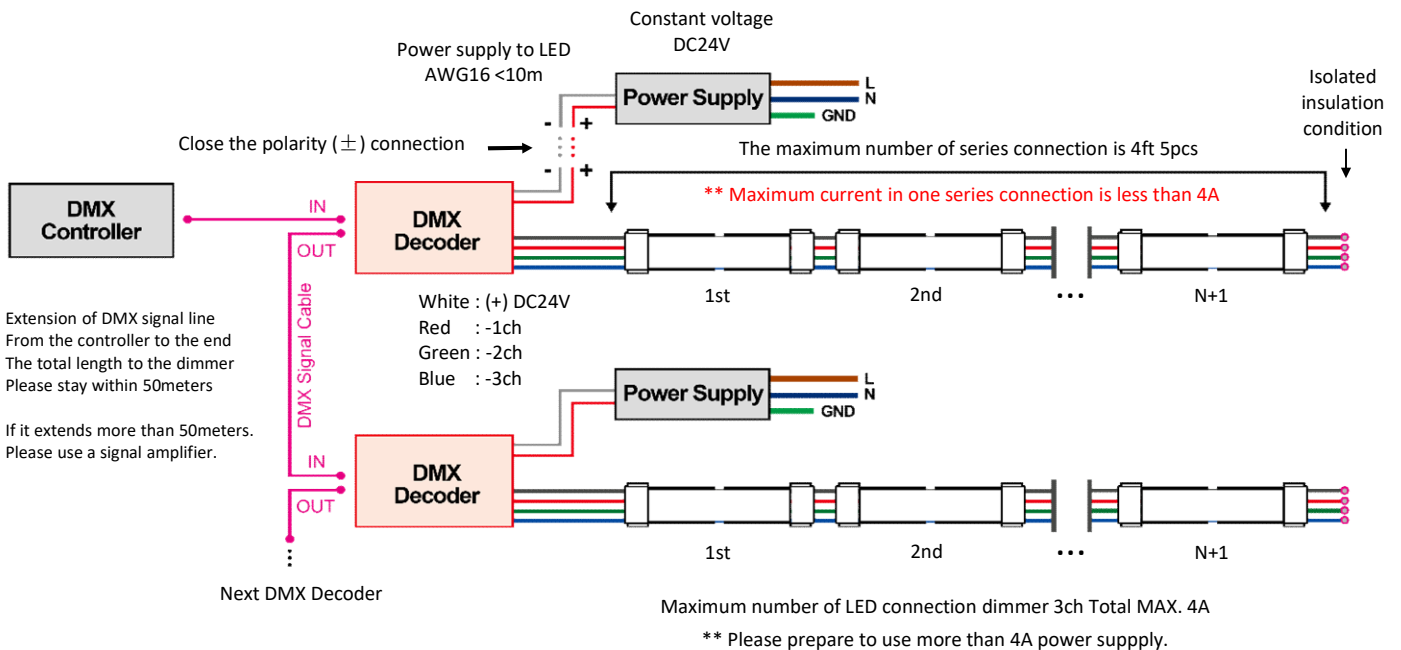 Constant voltage
DC24V
Power supply to LED
AWG16 <10m
Power Supply
L
N
GND
Isolated
insulation
condition
- +
Close the polarity (±) connection
- +
The maximum number of series connection is 4ft 5pcs
** Maximum current in one series connection is less than 4A
DMX
Controller
IN
OUT
DMX
Decoder
1st
2nd
...
N+1
White : (+) DC24V
Red : -1ch
Green : -2ch
Blue : -3ch
Extension of DMX signal line
From the controller to the end
The total length to the dimmer
Please stay within 50meters
If it extends more than 50meters.
Please use a signal amplifier.
DMX Signal Cable
Power Supply
L
N
GND
IN
OUT
DMX
Decoder
1st
2nd
...
N+1
Next DMX Decoder
Maximum number of LED connection dimmer 3ch Total MAX. 4A
** Please prepare to use more than 4A power suppply.